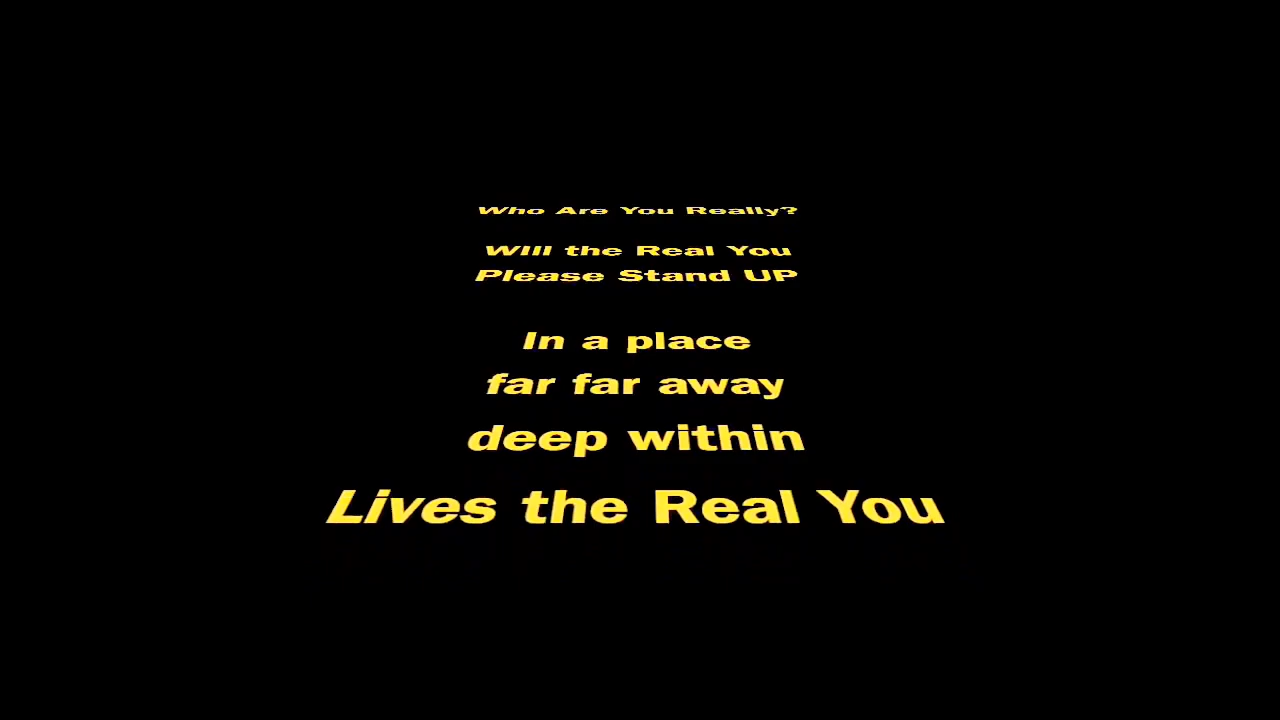 Who Are You Really?
Will the Real You
Please Stand UP
In a place
far far away
deep within
Lives the Real You